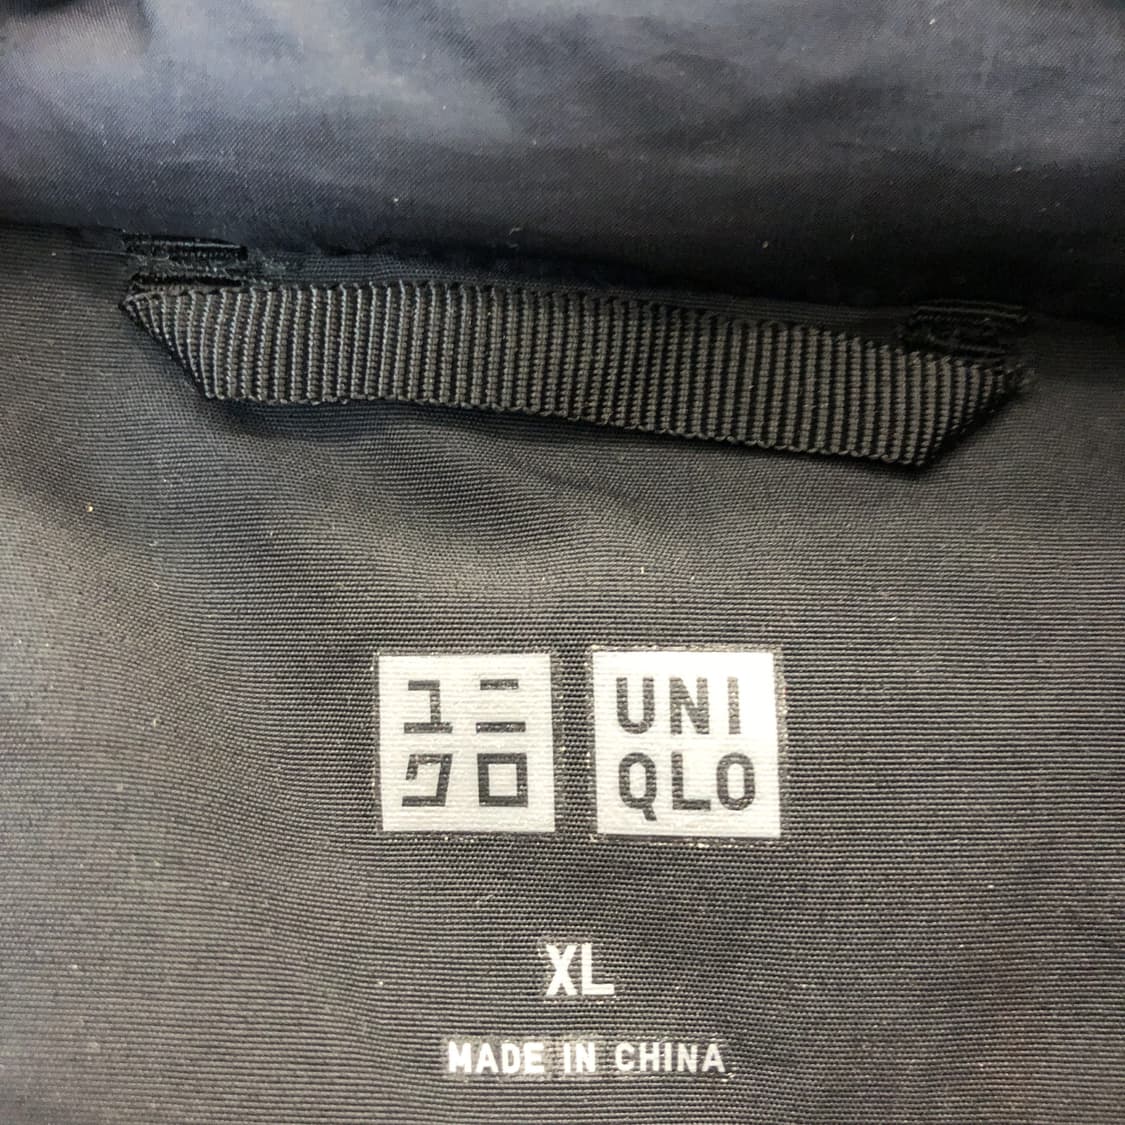 ユニ
クロ
UNI
QLO
XL
MADE IN CHINA